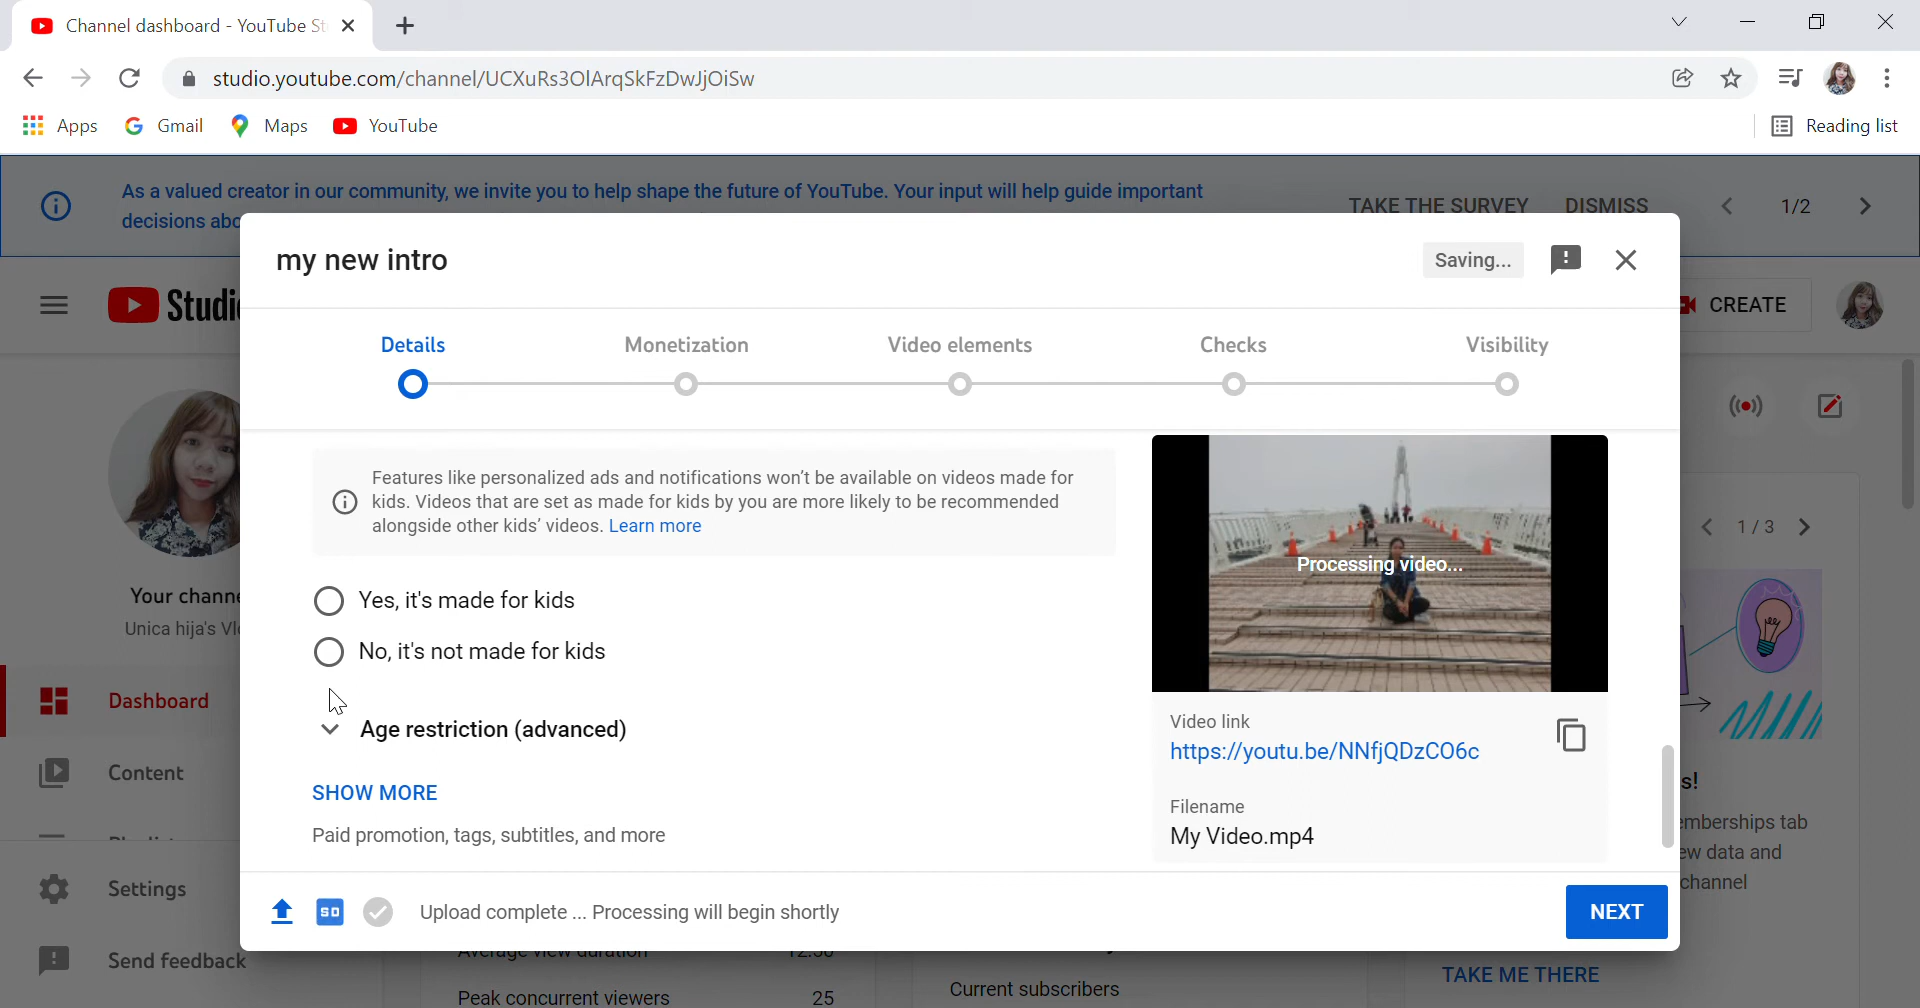 Channel dashboard - YouTube St
studio.youtube.com/channel/UCXuRs3OlArqSkFzDwJjOiSw
Apps Gmail Maps YouTube Reading list
As a valued creator in our community, we invite you to help shape the future of YouTube. Your input will help guide important
decisions abo
TAKE THE SURVEY DISMISS 1/2
my new intro
Saving...
Studio
CREATE
Details Monetization Video elements Checks Visibility
Features like personalized ads and notifications won't be available on videos made for
kids. Videos that are set as made for kids by you are more likely to be recommended
alongside other kids' videos. Learn more
1 / 3
Processing video...
Yes, it's made for kids
No, it's not made for kids
Your channe
Unica hija's Vl
Dashboard
Age restriction (advanced)
Video link
https://youtu.be/NNfjQDzCO6c
Content
SHOW MORE
s!
Filename
My Video.mp4
Paid promotion, tags, subtitles, and more
emberships tab
ew data and
channel
Settings
SD
Upload complete ... Processing will begin shortly
NEXT
Send feedback
Average view duration 12:50
TAKE ME THERE
Peak concurrent viewers 25
Current subscribers